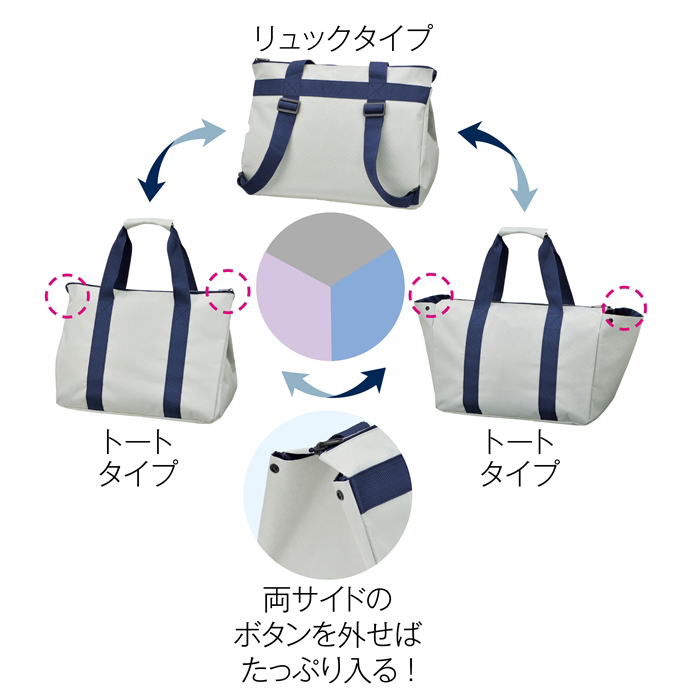 リュックタイプ
トート
タイプ
トート
タイプ
両サイドの
ボタンを外せば
たっぷり入る！